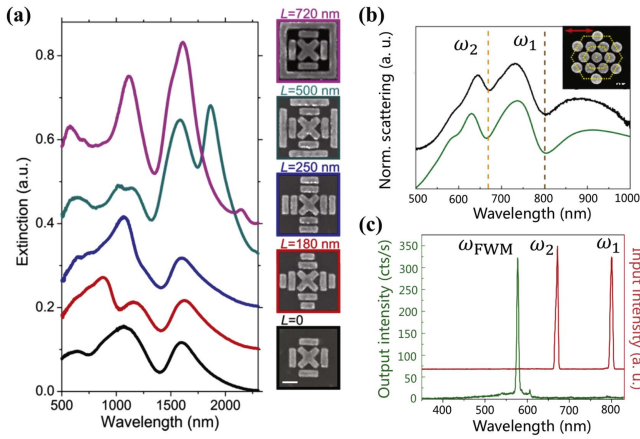 (a)
Extinction (a.u.)
0.8
0.6
0.4
0.2
0.0
500 1000 1500 2000
Wavelength (nm)
L=720 nm
L=500 nm
L=250 nm
L=180 nm
L=0
(b)
Norm. scattering (a. u.)
ω2
ω1
500 600 700 800 900 1000
Wavelength (nm)
(c)
Output intensity (cts/s)
350
300
250
200
150
100
50
0
ωFWM
ω2
ω1
400 500 600 700 800
Wavelength (nm)
Input intensity (a. u.)